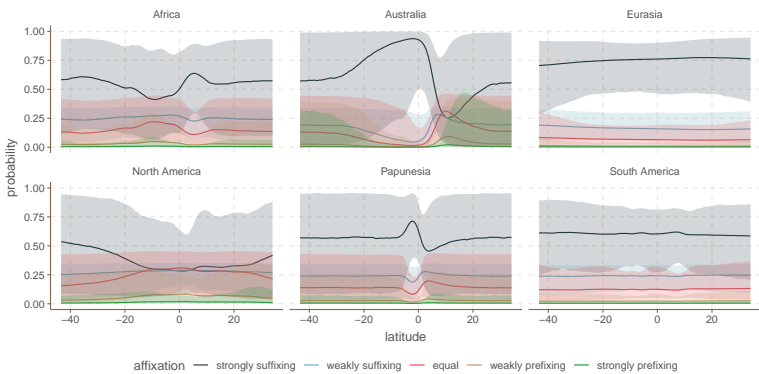 Africa Australia Eurasia
1.00
0.75
0.50
0.25
0.00
North America Papunesia South America
1.00
0.75
0.50
0.25
0.00
probability
−40 −20 0 20 −40 −20 0 20 −40 −20 0 20
latitude
affixation strongly suffixing weakly suffixing equal weakly prefixing strongly prefixing